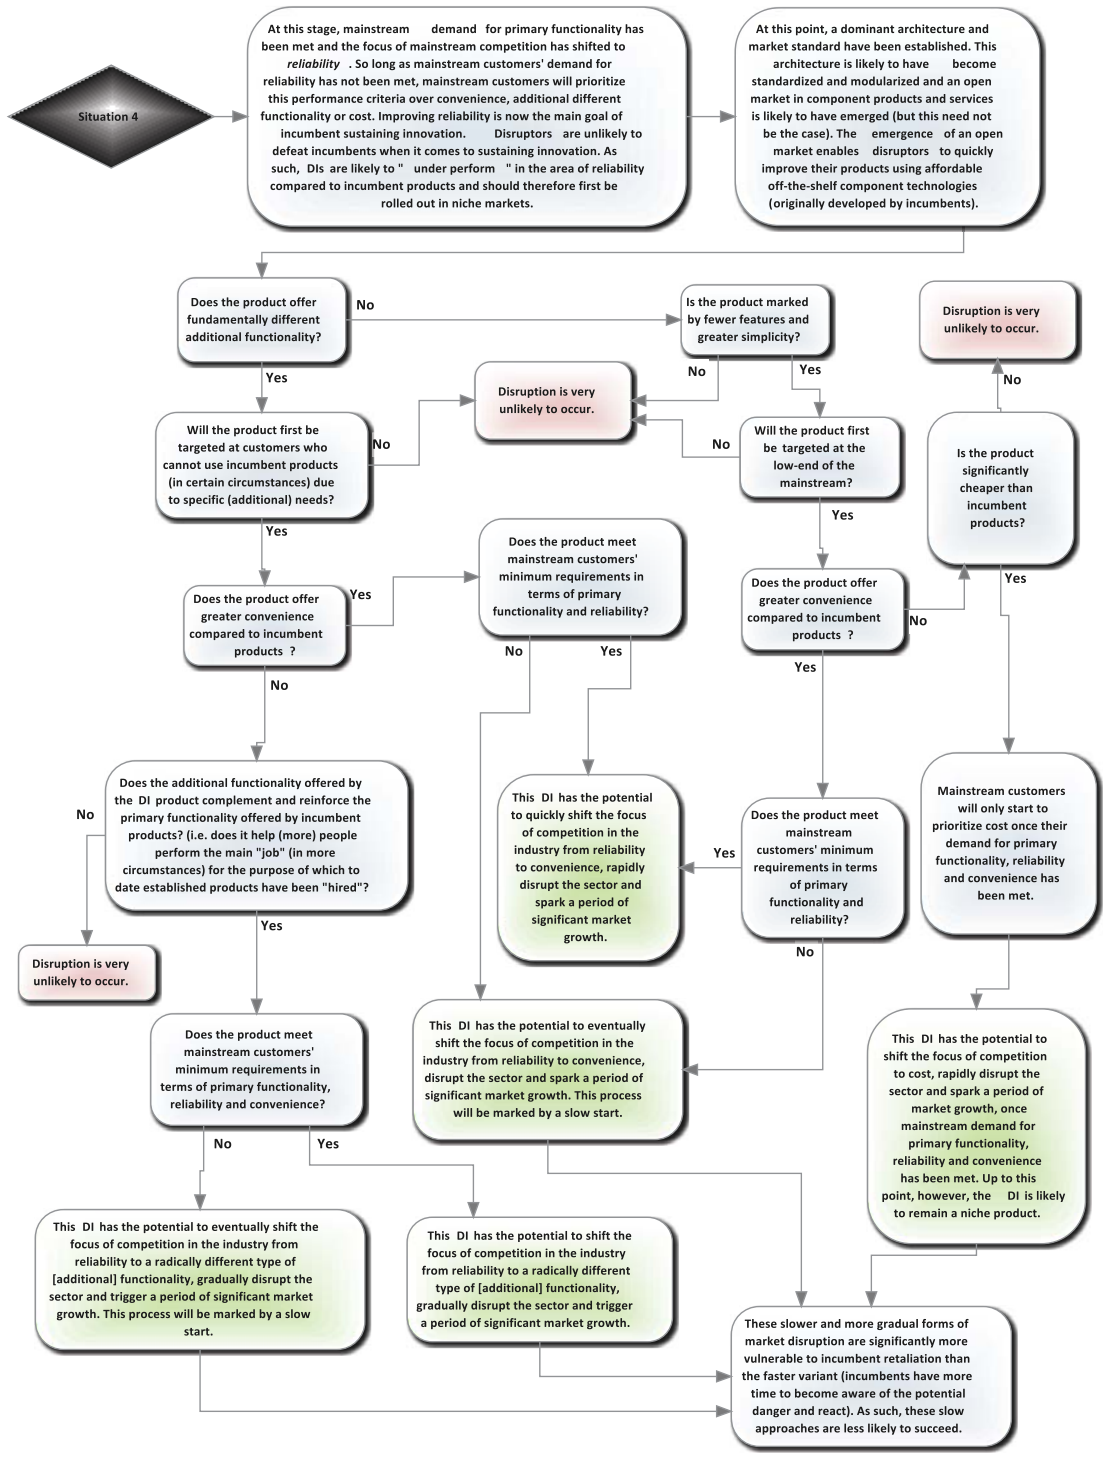 Situation 4
At this stage, mainstream demand for primary functionality has
been met and the focus of mainstream competition has shifted to
reliability . So long as mainstream customers' demand for
reliability has not been met, mainstream customers will prioritize
this performance criteria over convenience, additional different
functionality or cost. Improving reliability is now the main goal of
incumbent sustaining innovation. Disruptors are unlikely to
defeat incumbents when it comes to sustaining innovation. As
such, DIs are likely to " under perform " in the area of reliability
compared to incumbent products and should therefore first be
rolled out in niche markets.
At this point, a dominant architecture and
market standard have been established. This
architecture is likely to have become
standardized and modularized and an open
market in component products and services
is likely to have emerged (but this need not
be the case). The emergence of an open
market enables disruptors to quickly
improve their products using affordable
off-the-shelf component technologies
(originally developed by incumbents).
Does the product offer
fundamentally different
additional functionality?
No
Yes
Is the product marked
by fewer features and
greater simplicity?
No
Yes
Disruption is very
unlikely to occur.
No
Disruption is very
unlikely to occur.
Will the product first be
targeted at customers who
cannot use incumbent products
(in certain circumstances) due
to specific (additional) needs?
No
Yes
Will the product first
be targeted at the
low-end of the
mainstream?
No
Yes
Is the product
significantly
cheaper than
incumbent
products?
Yes
Does the product meet
mainstream customers'
minimum requirements in
terms of primary
functionality and reliability?
No
Yes
Does the product offer
greater convenience
compared to incumbent
products ?
Yes
No
Does the product offer
greater convenience
compared to incumbent
products ?
No
Yes
Does the additional functionality offered by
the DI product complement and reinforce the
primary functionality offered by incumbent
products? (i.e. does it help (more) people
perform the main "job" (in more
circumstances) for the purpose of which to
date established products have been "hired"?
No
Yes
This DI has the potential
to quickly shift the focus
of competition in the
industry from reliability
to convenience, rapidly
disrupt the sector and
spark a period of
significant market
growth.
Does the product meet
mainstream
customers' minimum
requirements in terms
of primary
functionality and
reliability?
Yes
No
Mainstream customers
will only start to
prioritize cost once their
demand for primary
functionality, reliability
and convenience has
been met.
Disruption is very
unlikely to occur.
Does the product meet
mainstream customers'
minimum requirements in
terms of primary functionality,
reliability and convenience?
No
Yes
This DI has the potential to eventually
shift the focus of competition in the
industry from reliability to convenience,
disrupt the sector and spark a period of
significant market growth. This process
will be marked by a slow start.
This DI has the potential to
shift the focus of competition
to cost, rapidly disrupt the
sector and spark a period of
market growth, once
mainstream demand for
primary functionality,
reliability and convenience
has been met. Up to this
point, however, the DI is likely
to remain a niche product.
This DI has the potential to eventually shift the
focus of competition in the industry from
reliability to a radically different type of
[additional] functionality, gradually disrupt the
sector and trigger a period of significant market
growth. This process will be marked by a slow
start.
This DI has the potential to shift the
focus of competition in the industry
from reliability to a radically different
type of [additional] functionality,
gradually disrupt the sector and trigger
a period of significant market growth.
These slower and more gradual forms of
market disruption are significantly more
vulnerable to incumbent retaliation than
the faster variant (incumbents have more
time to become aware of the potential
danger and react). As such, these slow
approaches are less likely to succeed.